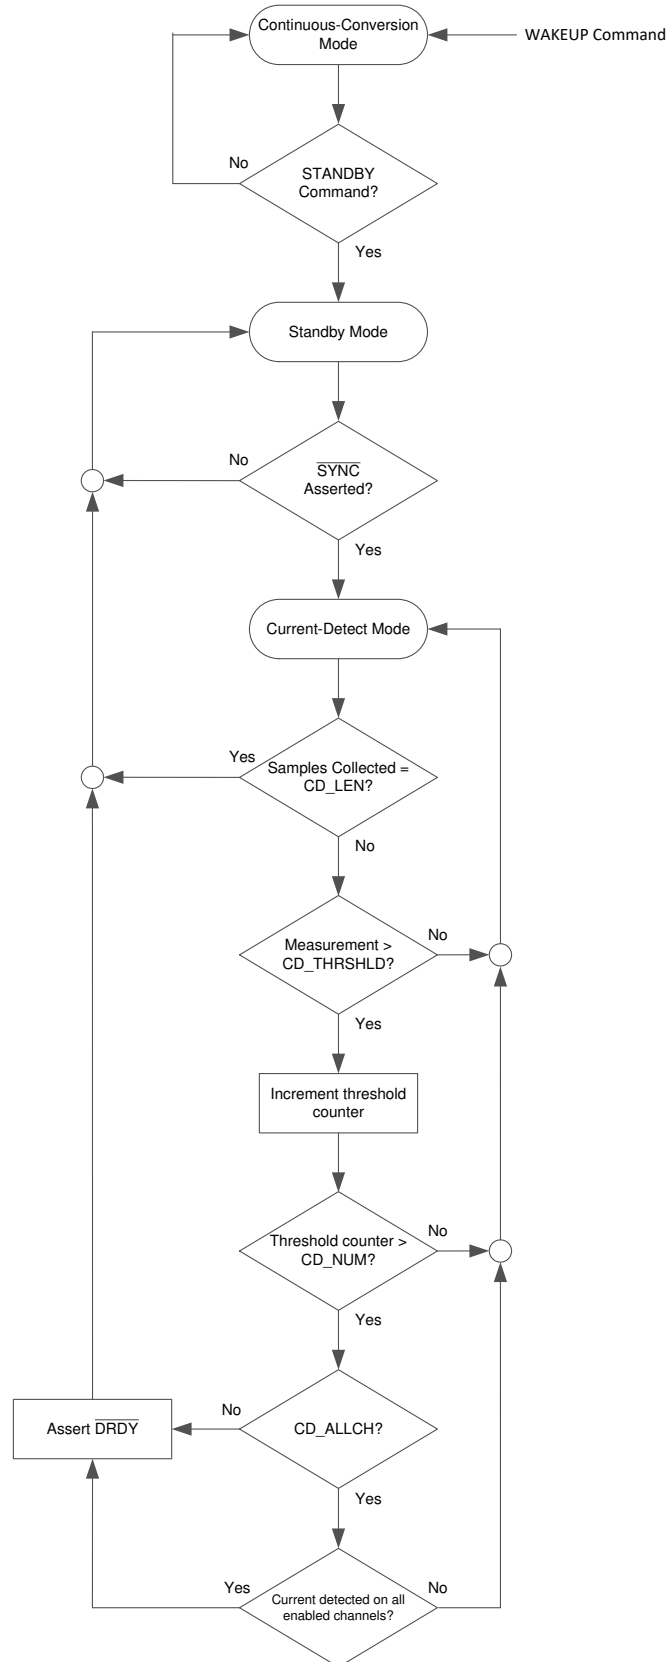 Continuous-Conversion
Mode
WAKEUP Command
No
STANDBY
Command?
Yes
Standby Mode
No
SYNC
Asserted?
Yes
Current-Detect Mode
Yes
Samples Collected =
CD_LEN?
No
Measurement >
CD_THRSHLD?
No
Yes
Increment threshold
counter
Threshold counter >
CD_NUM?
No
Yes
Assert DRDY
No
CD_ALLCH?
Yes
Yes
Current detected on all
enabled channels?
No